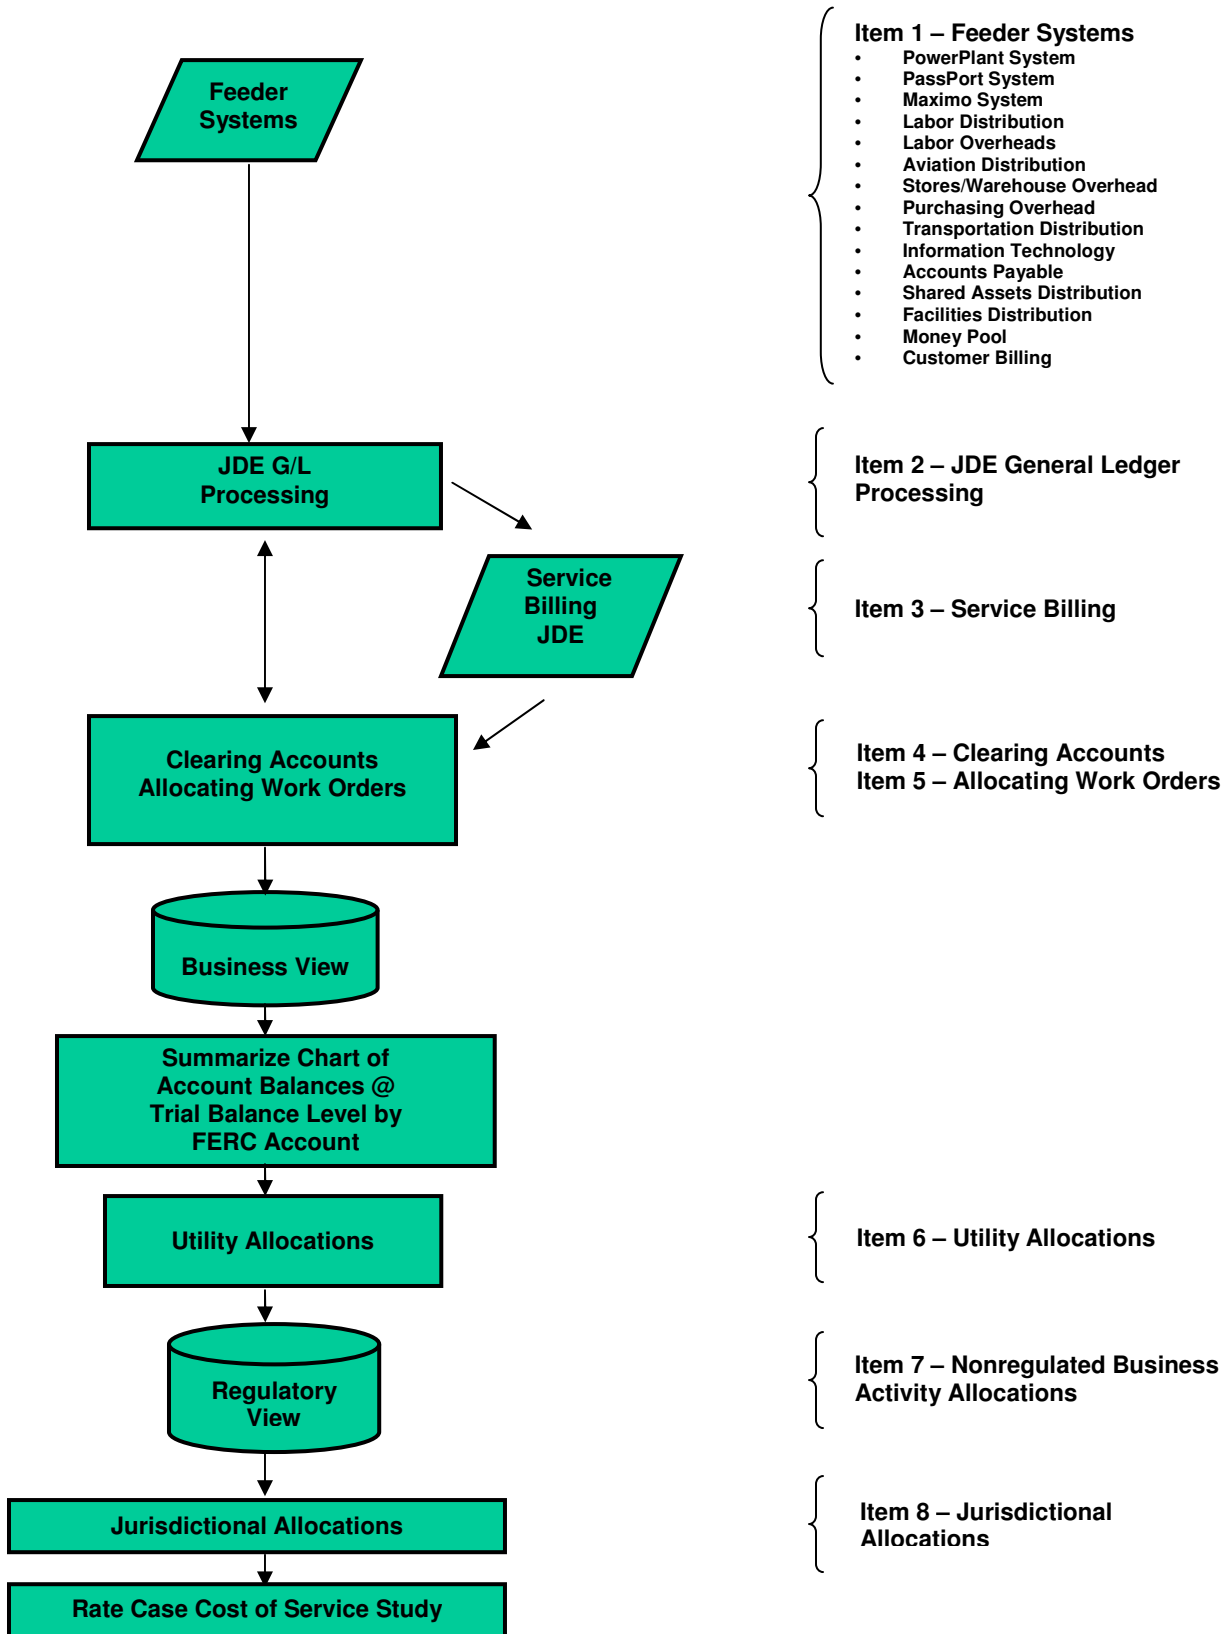 Feeder
Systems
Item 1 – Feeder Systems
• PowerPlant System
• PassPort System
• Maximo System
• Labor Distribution
• Labor Overheads
• Aviation Distribution
• Stores/Warehouse Overhead
• Purchasing Overhead
• Transportation Distribution
• Information Technology
• Accounts Payable
• Shared Assets Distribution
• Facilities Distribution
• Money Pool
• Customer Billing
JDE G/L
Processing
Item 2 – JDE General Ledger
Processing
Service
Billing
JDE
Item 3 – Service Billing
Clearing Accounts
Allocating Work Orders
Item 4 – Clearing Accounts
Item 5 – Allocating Work Orders
Business View
Summarize Chart of
Account Balances @
Trial Balance Level by
FERC Account
Utility Allocations
Item 6 – Utility Allocations
Regulatory
View
Item 7 – Nonregulated Business
Activity Allocations
Jurisdictional Allocations
Item 8 – Jurisdictional
Allocations
Rate Case Cost of Service Study